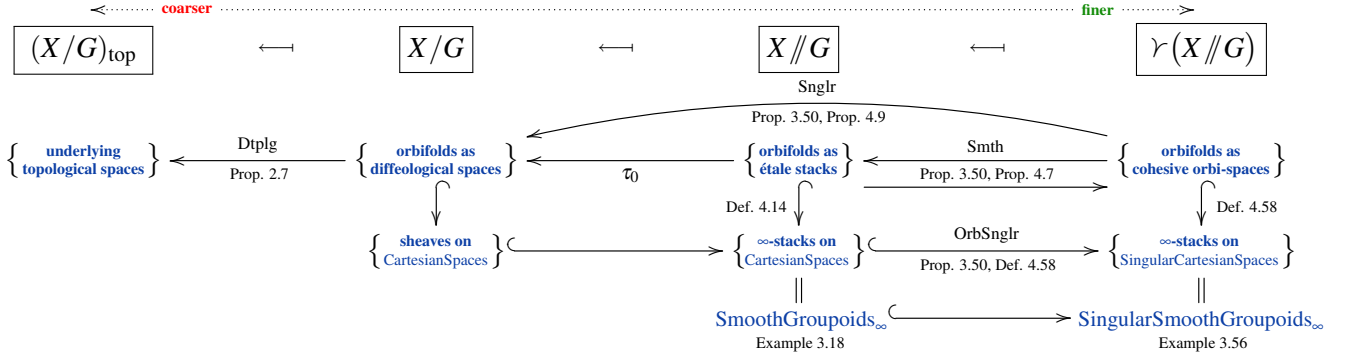 coarser finer
(X/G)top ⟵⊣ X/G ⟵⊣ X⫽G ⟵⊣ ʏ(X⫽G)
Snglr
Prop. 3.50, Prop. 4.9
{ underlying topological spaces } Dtplg Prop. 2.7 { orbifolds as diffeological spaces } τ0 { orbifolds as étale stacks } Smth Prop. 3.50, Prop. 4.7 { orbifolds as cohesive orbi-spaces }
Def. 4.14 Def. 4.58
{ sheaves on CartesianSpaces } { ∞-stacks on CartesianSpaces } OrbSnglr Prop. 3.50, Def. 4.58 { ∞-stacks on SingularCartesianSpaces }
SmoothGroupoids∞ SingularSmoothGroupoids∞
Example 3.18 Example 3.56